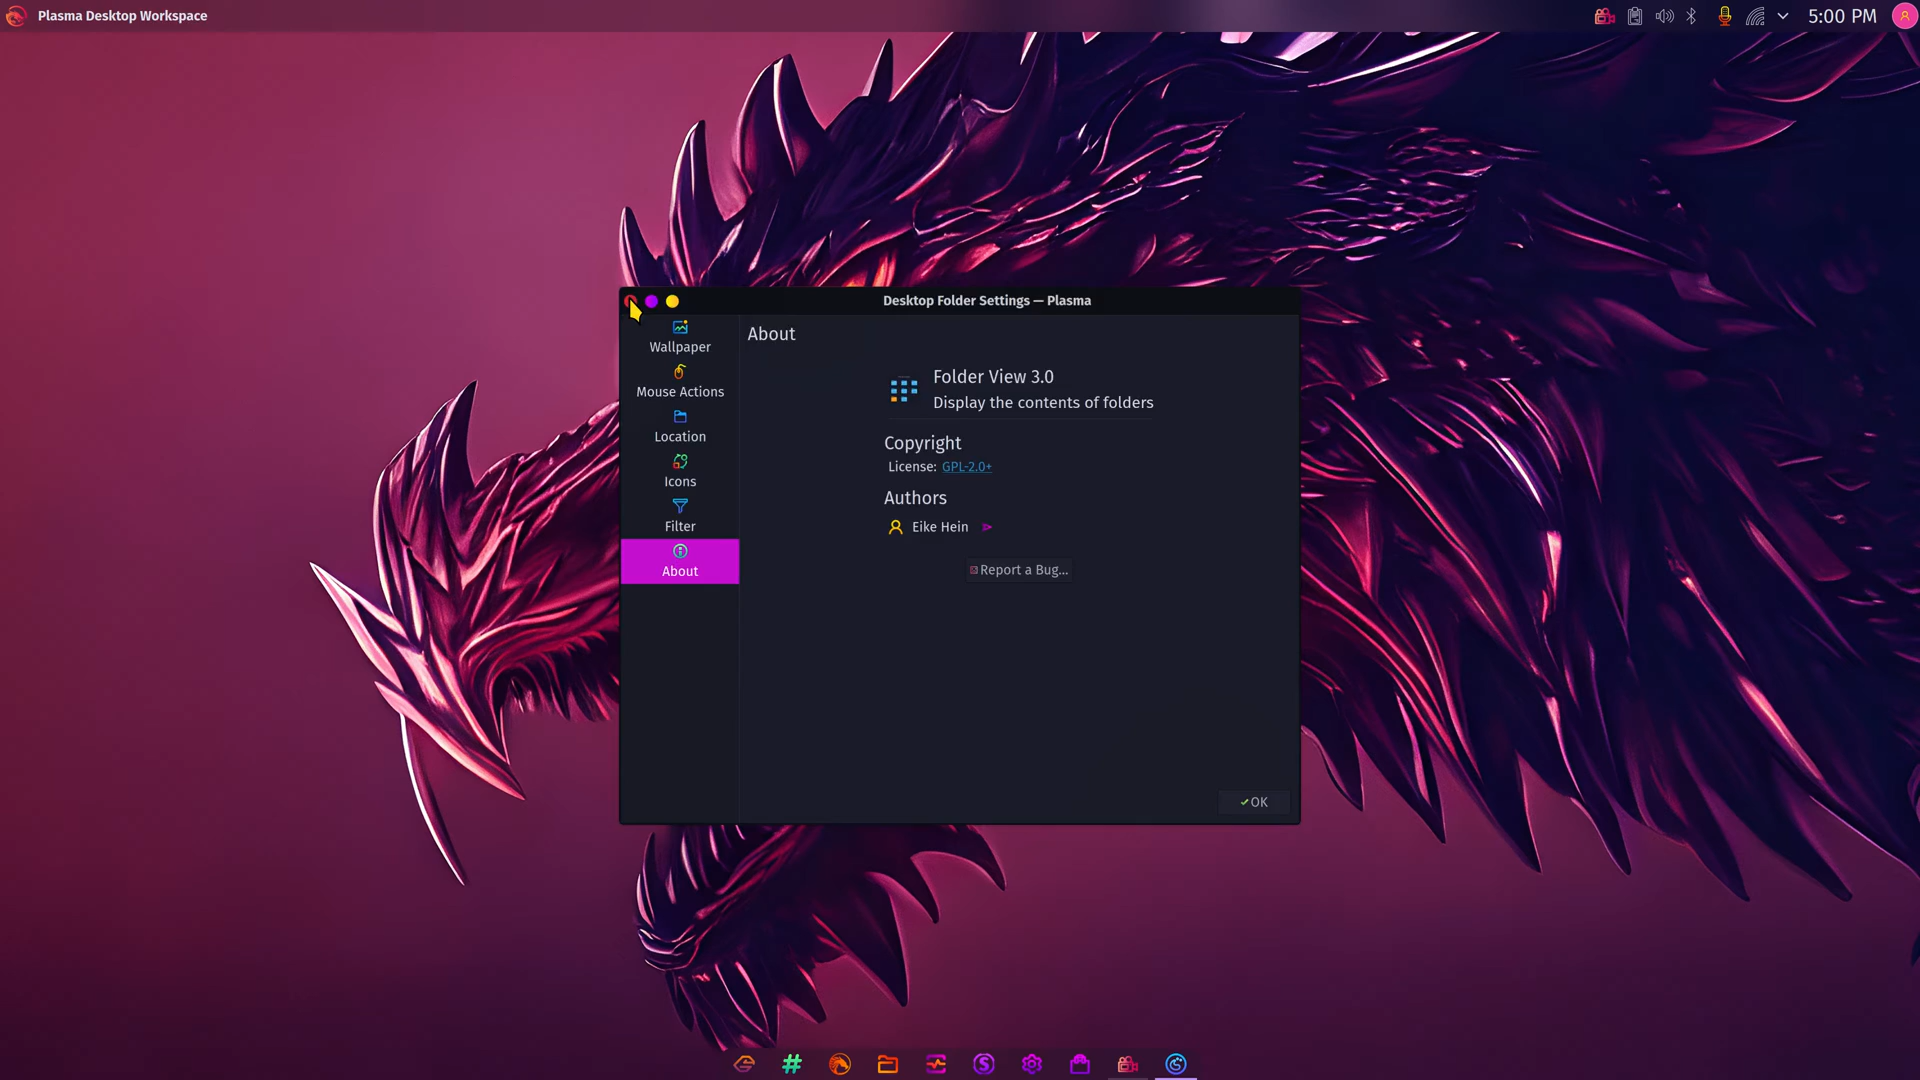 Plasma Desktop Workspace
5:00 PM
Desktop Folder Settings — Plasma
Wallpaper
Mouse Actions
Location
Icons
Filter
About
About
Folder View 3.0
Display the contents of folders
Copyright
License: GPL-2.0+
Authors
Eike Hein
Report a Bug...
OK